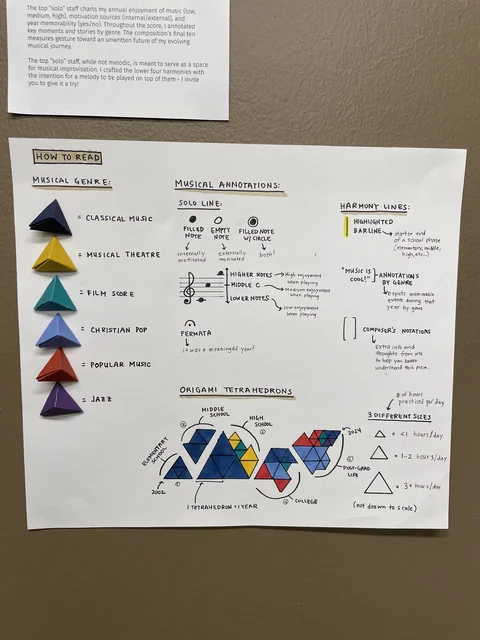 The top "solo" staff charts my annual enjoyment of music (low,
medium, high), motivation sources (internal/external), and
year memorability (yes/no). Throughout the score, I annotated
key moments and stories by genre. The composition's final ten
measures gesture toward an unwritten future of my evolving
musical journey.
The top "solo" staff, while not melodic, is meant to serve as a space
for musical improvisation. I crafted the lower four harmonies with
the intention for a melody to be played on top of them - I invite
you to give it a try!
HOW TO READ
MUSICAL GENRE:
= CLASSICAL MUSIC
= MUSICAL THEATRE
= FILM SCORE
= CHRISTIAN POP
= POPULAR MUSIC
= JAZZ
MUSICAL ANNOTATIONS:
SOLO LINE:
FILLED NOTE
internally motivated
EMPTY NOTE
externally motivated
FILLED NOTE W/ CIRCLE
both!
HIGHER NOTES
High enjoyment when playing
MIDDLE C
Medium enjoyment when playing
LOWER NOTES
Low enjoyment when playing
FERMATA
it was a meaningful year!
HARMONY LINES:
HIGHLIGHTED BARLINE
start or end of a school phase (elementary, middle, high, etc.)
"MUSIC IS COOL!"
ANNOTATIONS BY GENRE
Depicts memorable events during that year by genre
[ ] COMPOSER'S NOTATIONS
Extra info and thoughts from me to help you better understand this piece.
ORIGAMI TETRAHEDRONS
ELEMENTARY SCHOOL
MIDDLE SCHOOL
HIGH SCHOOL
COLLEGE
POST-GRAD LIFE
2002
2024
1 TETRAHEDRON = 1 YEAR
# of hours practiced per day
3 DIFFERENT SIZES
= <1 hours/day
= 1-2 hours/day
= 3+ hours/day
(not drawn to scale)